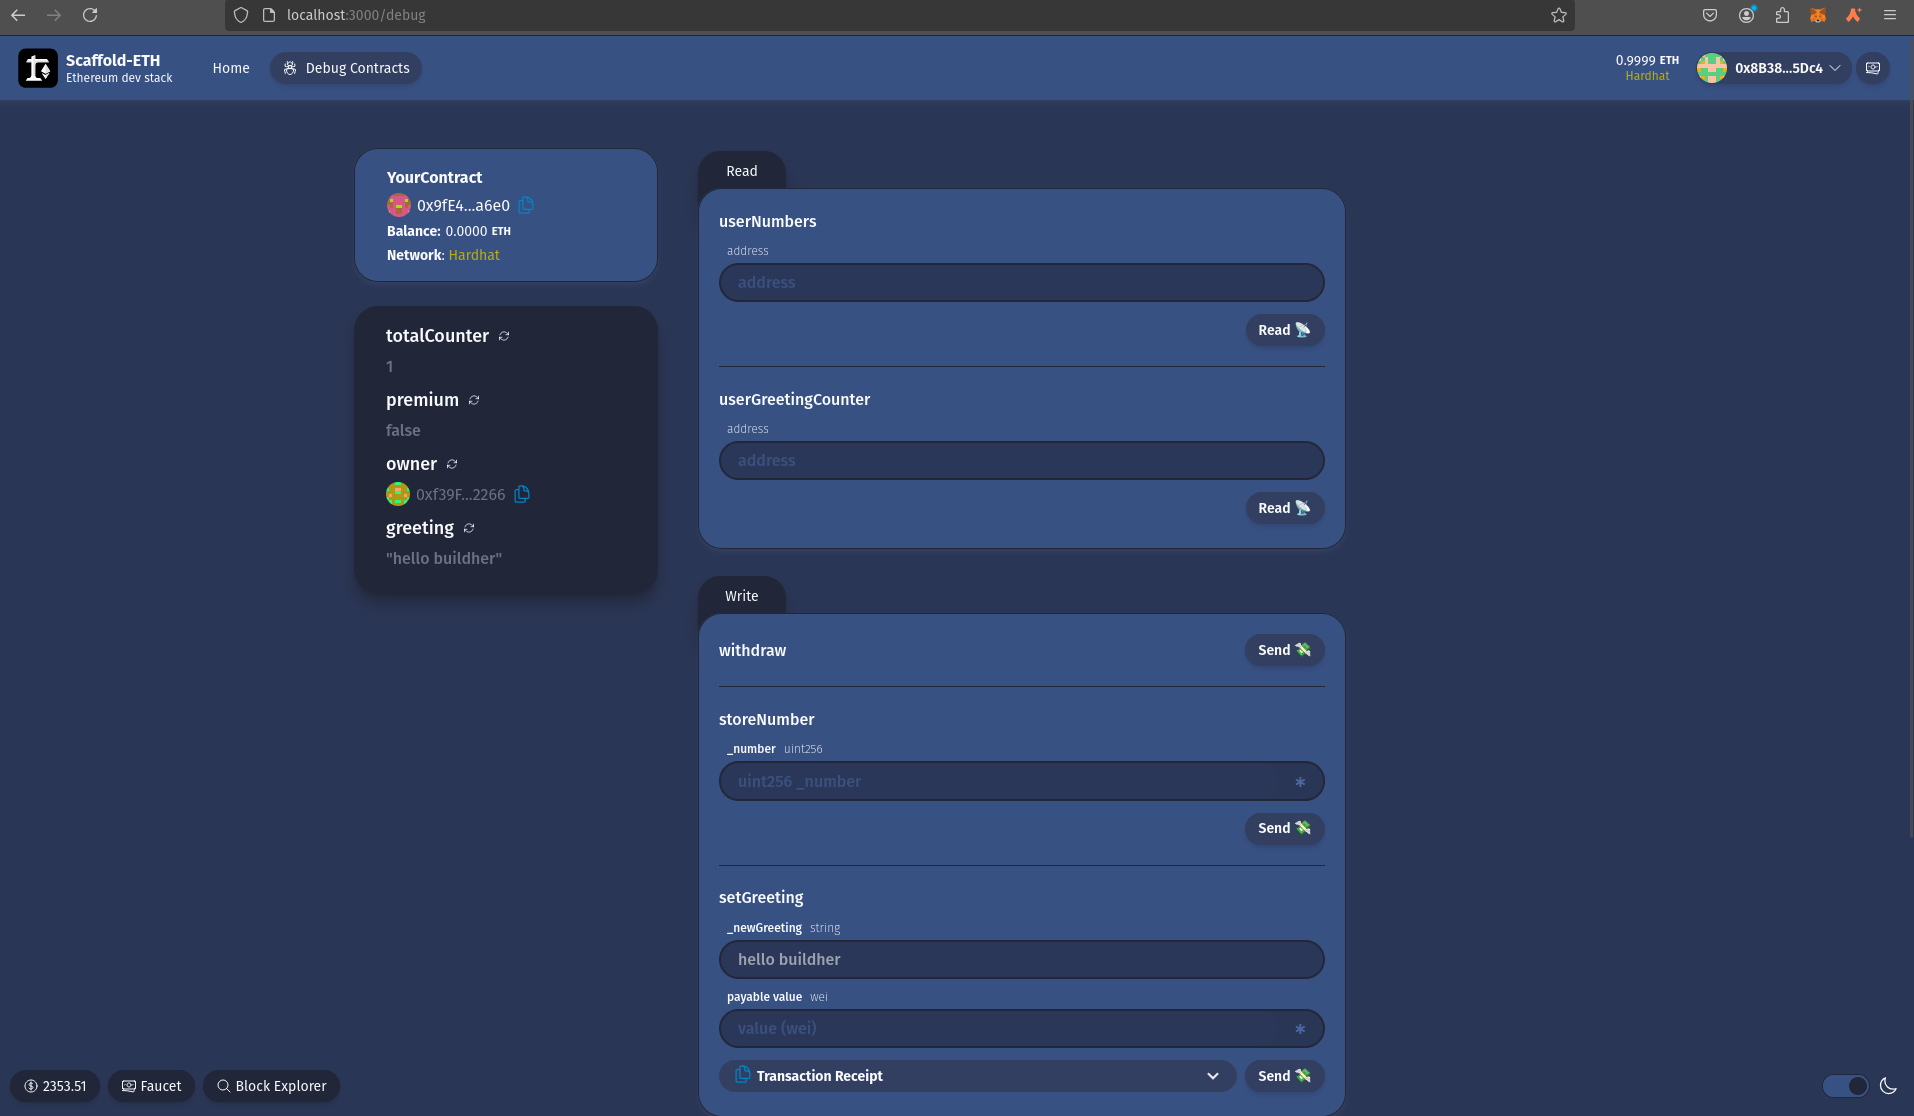 localhost:3000/debug
Scaffold-ETH
Ethereum dev stack
Home
Debug Contracts
0.9999 ETH
Hardhat
0x8B38...5Dc4
YourContract
0x9fE4...a6e0
Balance: 0.0000 ETH
Network: Hardhat
totalCounter
1
premium
false
owner
0xf39F...2266
greeting
"hello buildher"
Read
userNumbers
address
address
Read
userGreetingCounter
address
address
Read
Write
withdraw
Send
storeNumber
_number uint256
uint256 _number *
Send
setGreeting
_newGreeting string
hello buildher
payable value wei
value (wei) *
Transaction Receipt
Send
2353.51
Faucet
Block Explorer